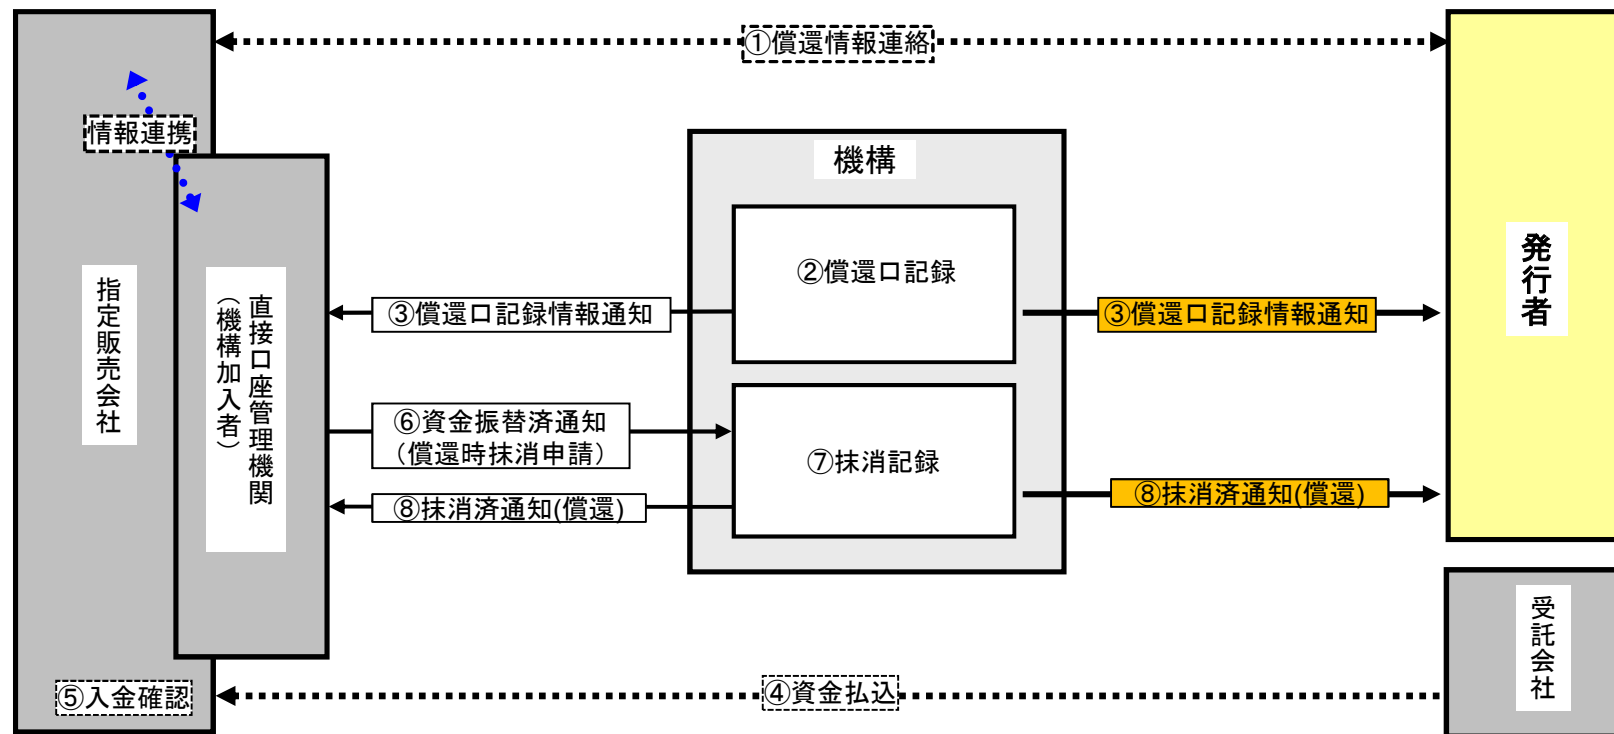 ①償還情報連絡
情報連携
機構
②償還口記録
発行者
指定販売会社
直接口座管理機関
(機構加入者)
③償還口記録情報通知
③償還口記録情報通知
⑥資金振替済通知
(償還時抹消申請)
⑦抹消記録
⑧抹消済通知(償還)
⑧抹消済通知(償還)
受託会社
⑤入金確認
④資金払込